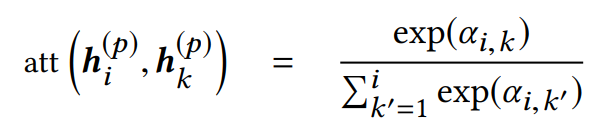 att(𝒉_i^{(p)}, 𝒉_k^{(p)}) = exp(α_{i,k}) / ∑_{k′=1}^{i} exp(α_{i,k′})